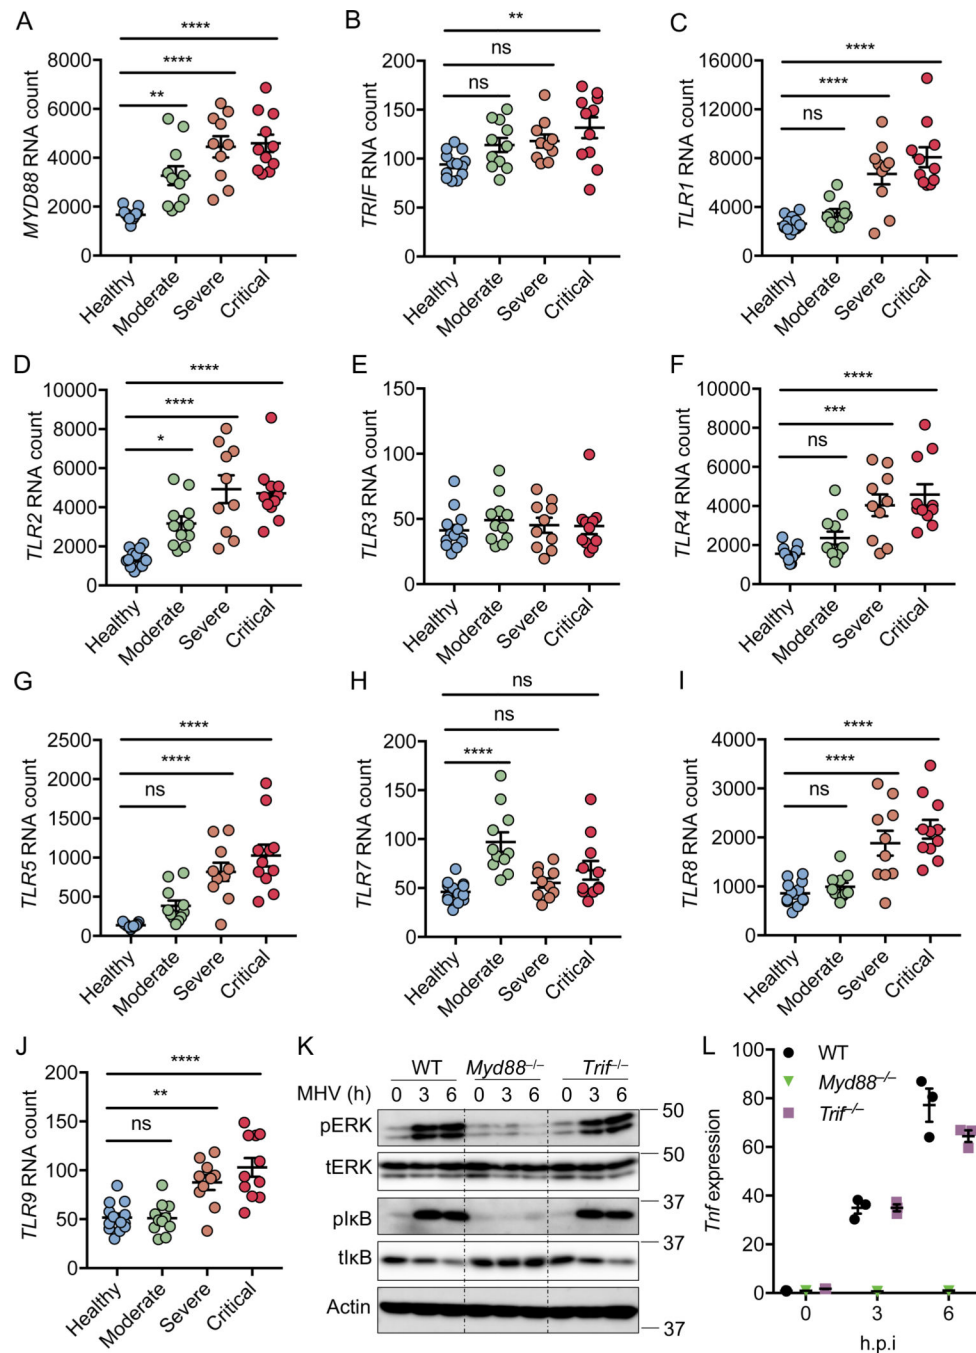 A
****
****
**
MYD88 RNA count
8000
6000
4000
2000
0
Healthy
Moderate
Severe
Critical
B
**
ns
ns
TRIF RNA count
200
150
100
50
0
Healthy
Moderate
Severe
Critical
C
****
****
ns
TLR1 RNA count
16000
12000
8000
4000
0
Healthy
Moderate
Severe
Critical
D
****
****
*
TLR2 RNA count
10000
8000
6000
4000
2000
0
Healthy
Moderate
Severe
Critical
E
TLR3 RNA count
150
100
50
0
Healthy
Moderate
Severe
Critical
F
****
***
ns
TLR4 RNA count
10000
8000
6000
4000
2000
0
Healthy
Moderate
Severe
Critical
G
****
****
ns
TLR5 RNA count
2500
2000
1500
1000
500
0
Healthy
Moderate
Severe
Critical
H
ns
ns
****
TLR7 RNA count
200
150
100
50
0
Healthy
Moderate
Severe
Critical
I
****
****
ns
TLR8 RNA count
4000
3000
2000
1000
0
Healthy
Moderate
Severe
Critical
J
****
**
ns
TLR9 RNA count
200
150
100
50
0
Healthy
Moderate
Severe
Critical
K
WT Myd88–/– Trif–/–
MHV (h) 0 3 6 0 3 6 0 3 6
pERK
50
tERK
50
pIκB
37
tIκB
37
Actin
37
L
WT
Myd88–/–
Trif–/–
Tnf expression
100
80
60
40
20
0
0 3 6
h.p.i